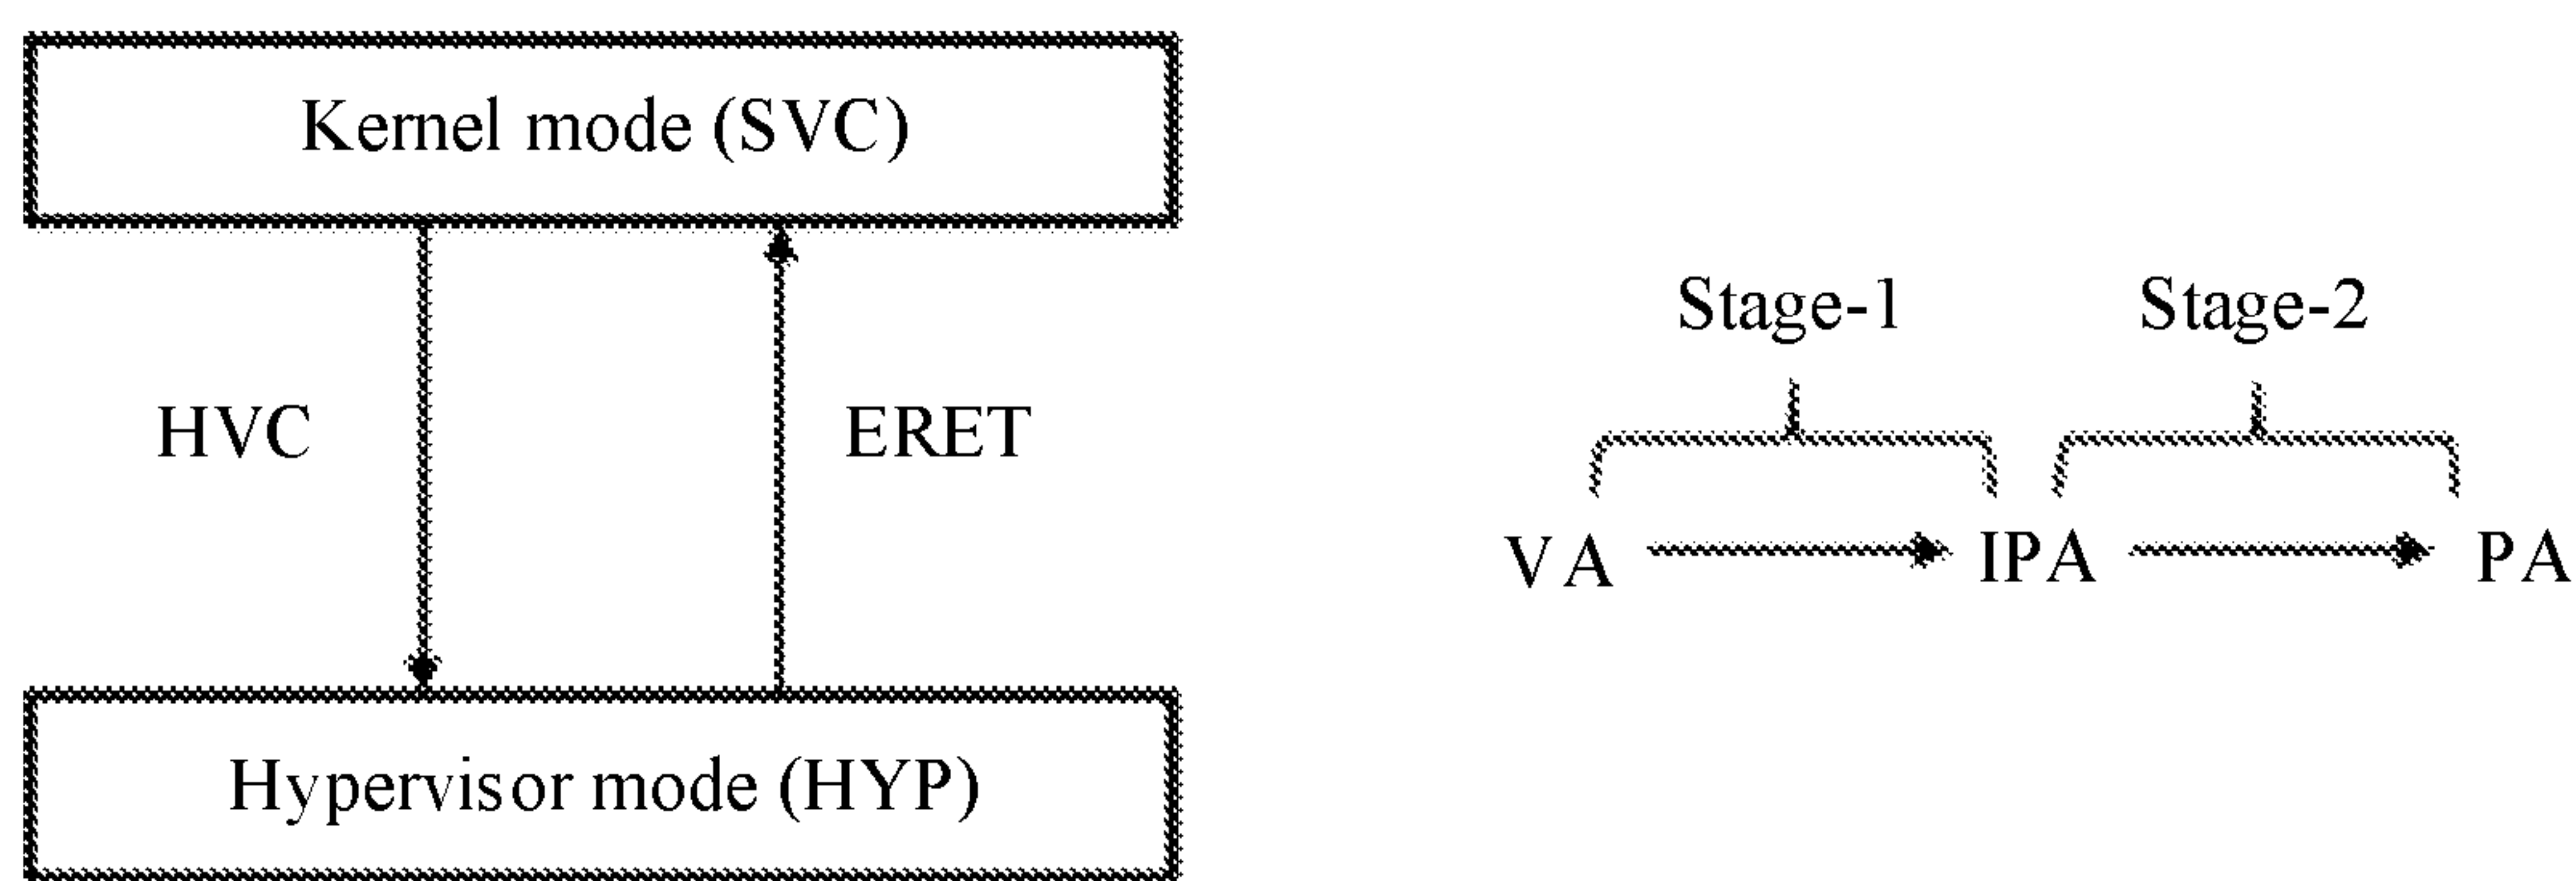 Kernel mode (SVC)
HVC
ERET
Hypervisor mode (HYP)
Stage-1
Stage-2
VA
IPA
PA